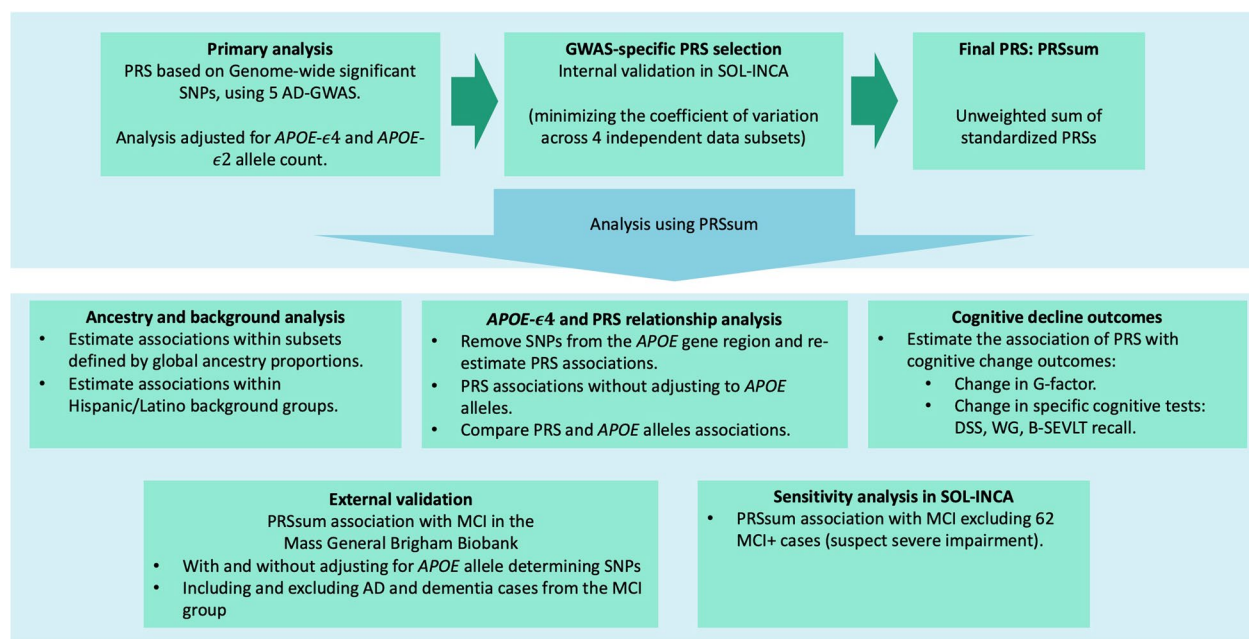 Primary analysis
PRS based on Genome-wide significant
SNPs, using 5 AD-GWAS.
Analysis adjusted for APOE-ϵ4 and APOE-
ϵ2 allele count.
GWAS-specific PRS selection
Internal validation in SOL-INCA
(minimizing the coefficient of variation
across 4 independent data subsets)
Final PRS: PRSsum
Unweighted sum of
standardized PRSs
Analysis using PRSsum
Ancestry and background analysis
• Estimate associations within subsets
defined by global ancestry proportions.
• Estimate associations within
Hispanic/Latino background groups.
APOE-ϵ4 and PRS relationship analysis
• Remove SNPs from the APOE gene region and re-
estimate PRS associations.
• PRS associations without adjusting to APOE
alleles.
• Compare PRS and APOE alleles associations.
Cognitive decline outcomes
• Estimate the association of PRS with
cognitive change outcomes:
• Change in G-factor.
• Change in specific cognitive tests:
DSS, WG, B-SEVLT recall.
External validation
PRSsum association with MCI in the
Mass General Brigham Biobank
• With and without adjusting for APOE allele determining SNPs
• Including and excluding AD and dementia cases from the MCI
group
Sensitivity analysis in SOL-INCA
• PRSsum association with MCI excluding 62
MCI+ cases (suspect severe impairment).